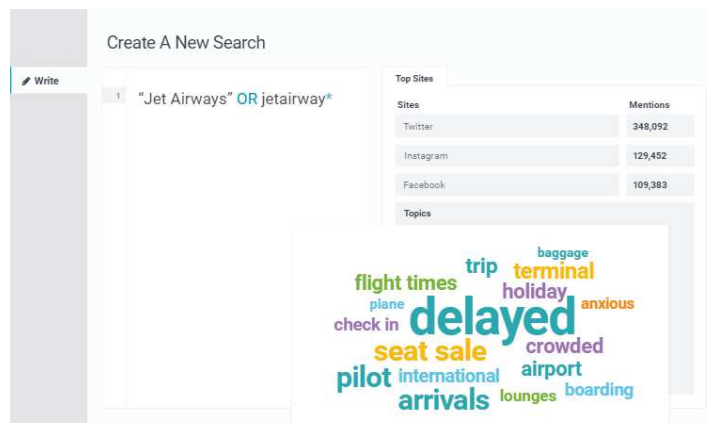 Create A New Search
Write
1 “Jet Airways” OR jetairway*
Top Sites
Sites Mentions
Twitter 348,092
Instagram 129,452
Facebook 109,383
Topics
baggage
trip terminal
flight times holiday
plane delayed anxious
check in crowded
seat sale airport
pilot international boarding
arrivals lounges